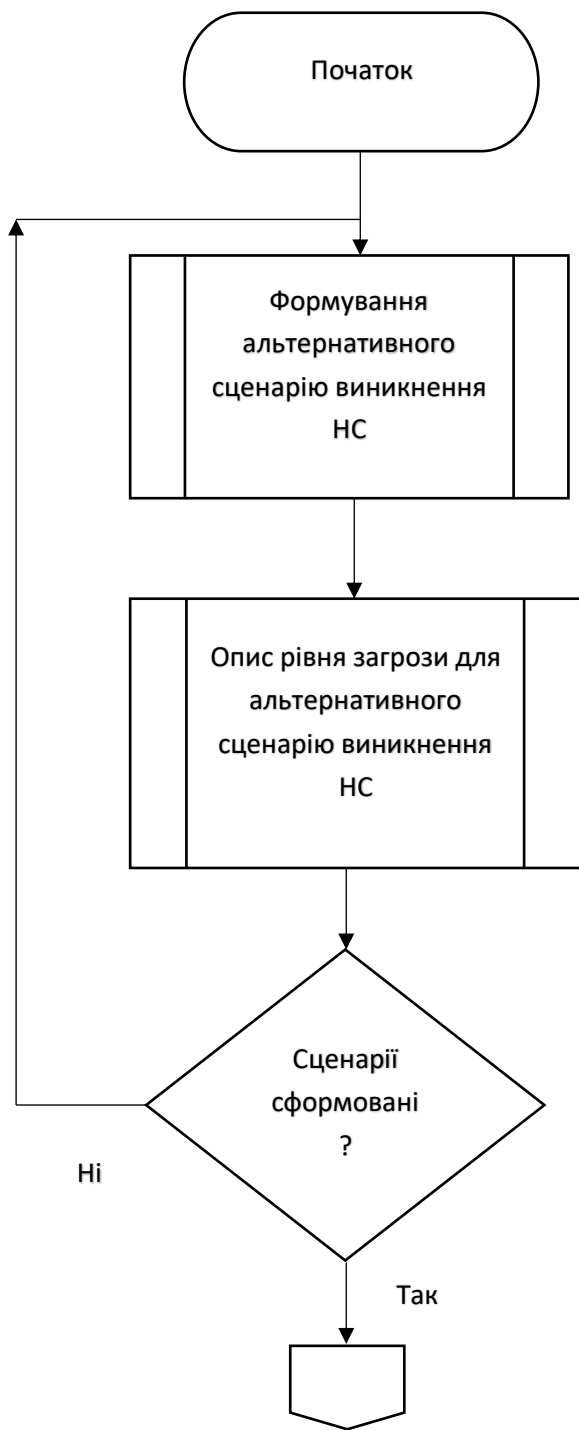 Початок
Формування
альтернативного
сценарію виникнення
НС
Опис рівня загрози для
альтернативного
сценарію виникнення
НС
Сценарії
сформовані
?
Ні
Так